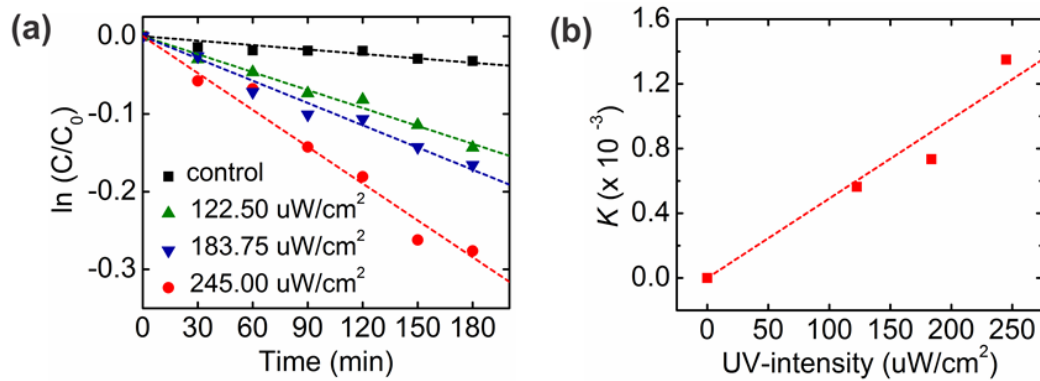 (a)
ln (C/C0)
0.0
-0.1
-0.2
-0.3
control
122.50 uW/cm2
183.75 uW/cm2
245.00 uW/cm2
0 30 60 90 120 150 180
Time (min)
(b)
K (x 10 -3)
1.6
1.2
0.8
0.4
0.0
0 50 100 150 200 250
UV-intensity (uW/cm2)